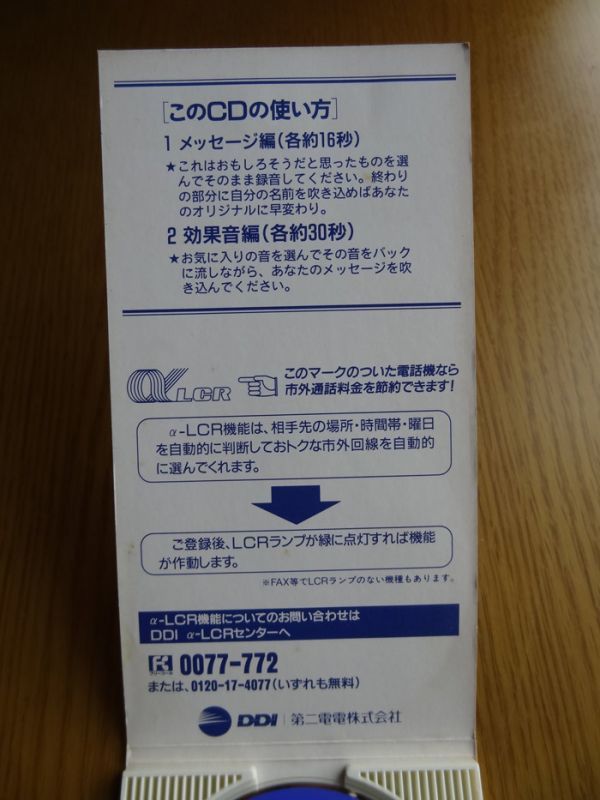 [このCDの使い方]
1 メッセージ編(各約16秒)
★これはおもしろそうだと思ったものを選
んでそのまま録音してください。終わり
の部分に自分の名前を吹き込めばあなた
のオリジナルに早変わり。
2 効果音編(各約30秒)
★お気に入りの音を選んでその音をバック
に流しながら、あなたのメッセージを吹
き込んでください。
αLCR
このマークのついた電話機なら
市外通話料金を節約できます!
α-LCR機能は、相手先の場所・時間帯・曜日
を自動的に判断しておトクな市外回線を自動的
に選んでくれます。
ご登録後、LCRランプが緑に点灯すれば機能
が作動します。
※FAX等でLCRランプのない機種もあります。
α-LCR機能についてのお問い合わせは
DDI α-LCRセンターへ
0077-772
または、0120-17-4077(いずれも無料)
DDI 第二電電株式会社